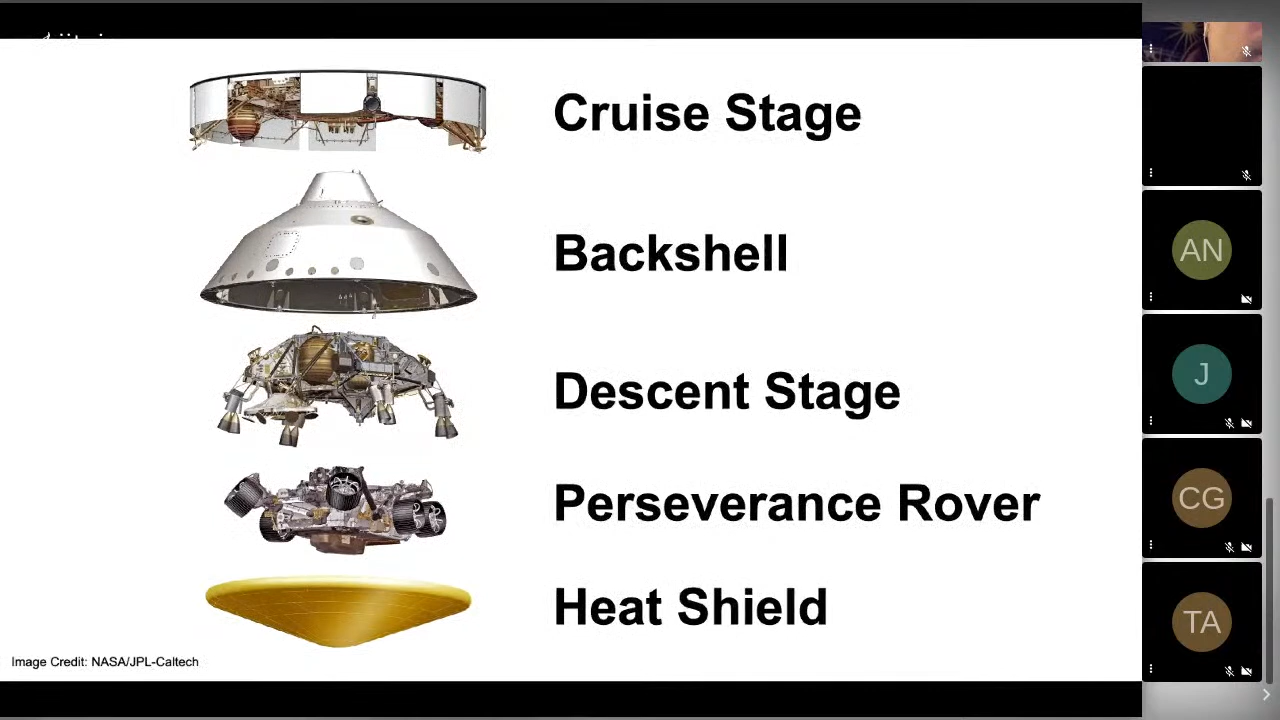 Cruise Stage
Backshell
Descent Stage
Perseverance Rover
Heat Shield
Image Credit: NASA/JPL-Caltech
AN
J
CG
TA